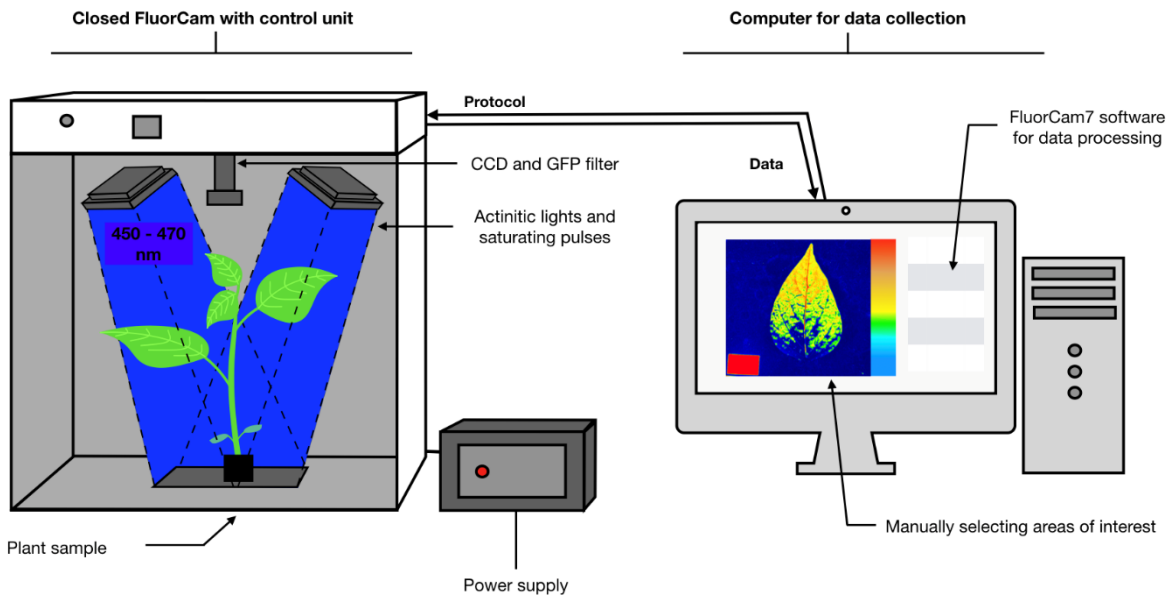 Closed FluorCam with control unit
Computer for data collection
Protocol
FluorCam7 software
for data processing
CCD and GFP filter
Data
Actinitic lights and
saturating pulses
450 - 470
nm
Manually selecting areas of interest
Plant sample
Power supply